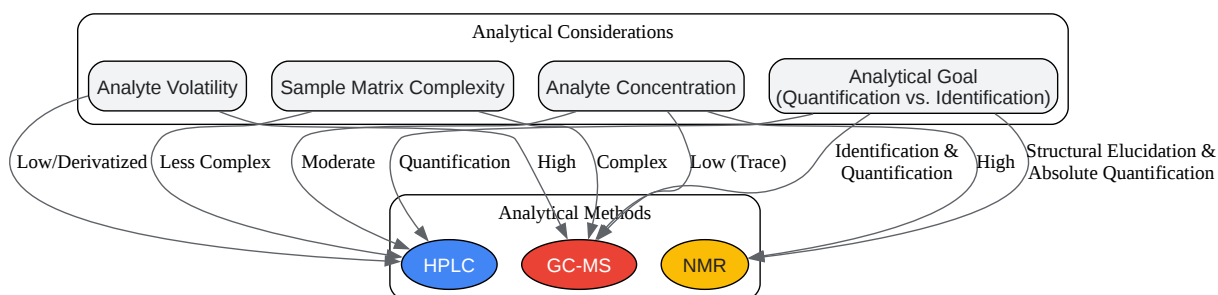 Analytical Considerations
Analyte Volatility
Sample Matrix Complexity
Analyte Concentration
Analytical Goal
(Quantification vs. Identification)
Low/Derivatized
Less Complex
Moderate
Quantification
High
Complex
Low (Trace)
Identification &
Quantification
High
Structural Elucidation &
Absolute Quantification
Analytical Methods
HPLC
GC-MS
NMR